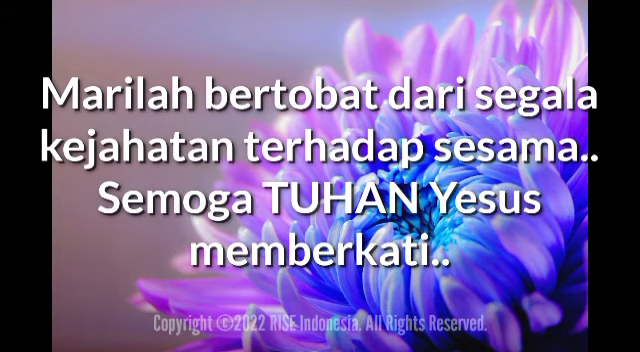 Marilah bertobat dari segala
kejahatan terhadap sesama..
Semoga TUHAN Yesus
memberkati..
Copyright ©2022 RISE Indonesia. All Rights Reserved.